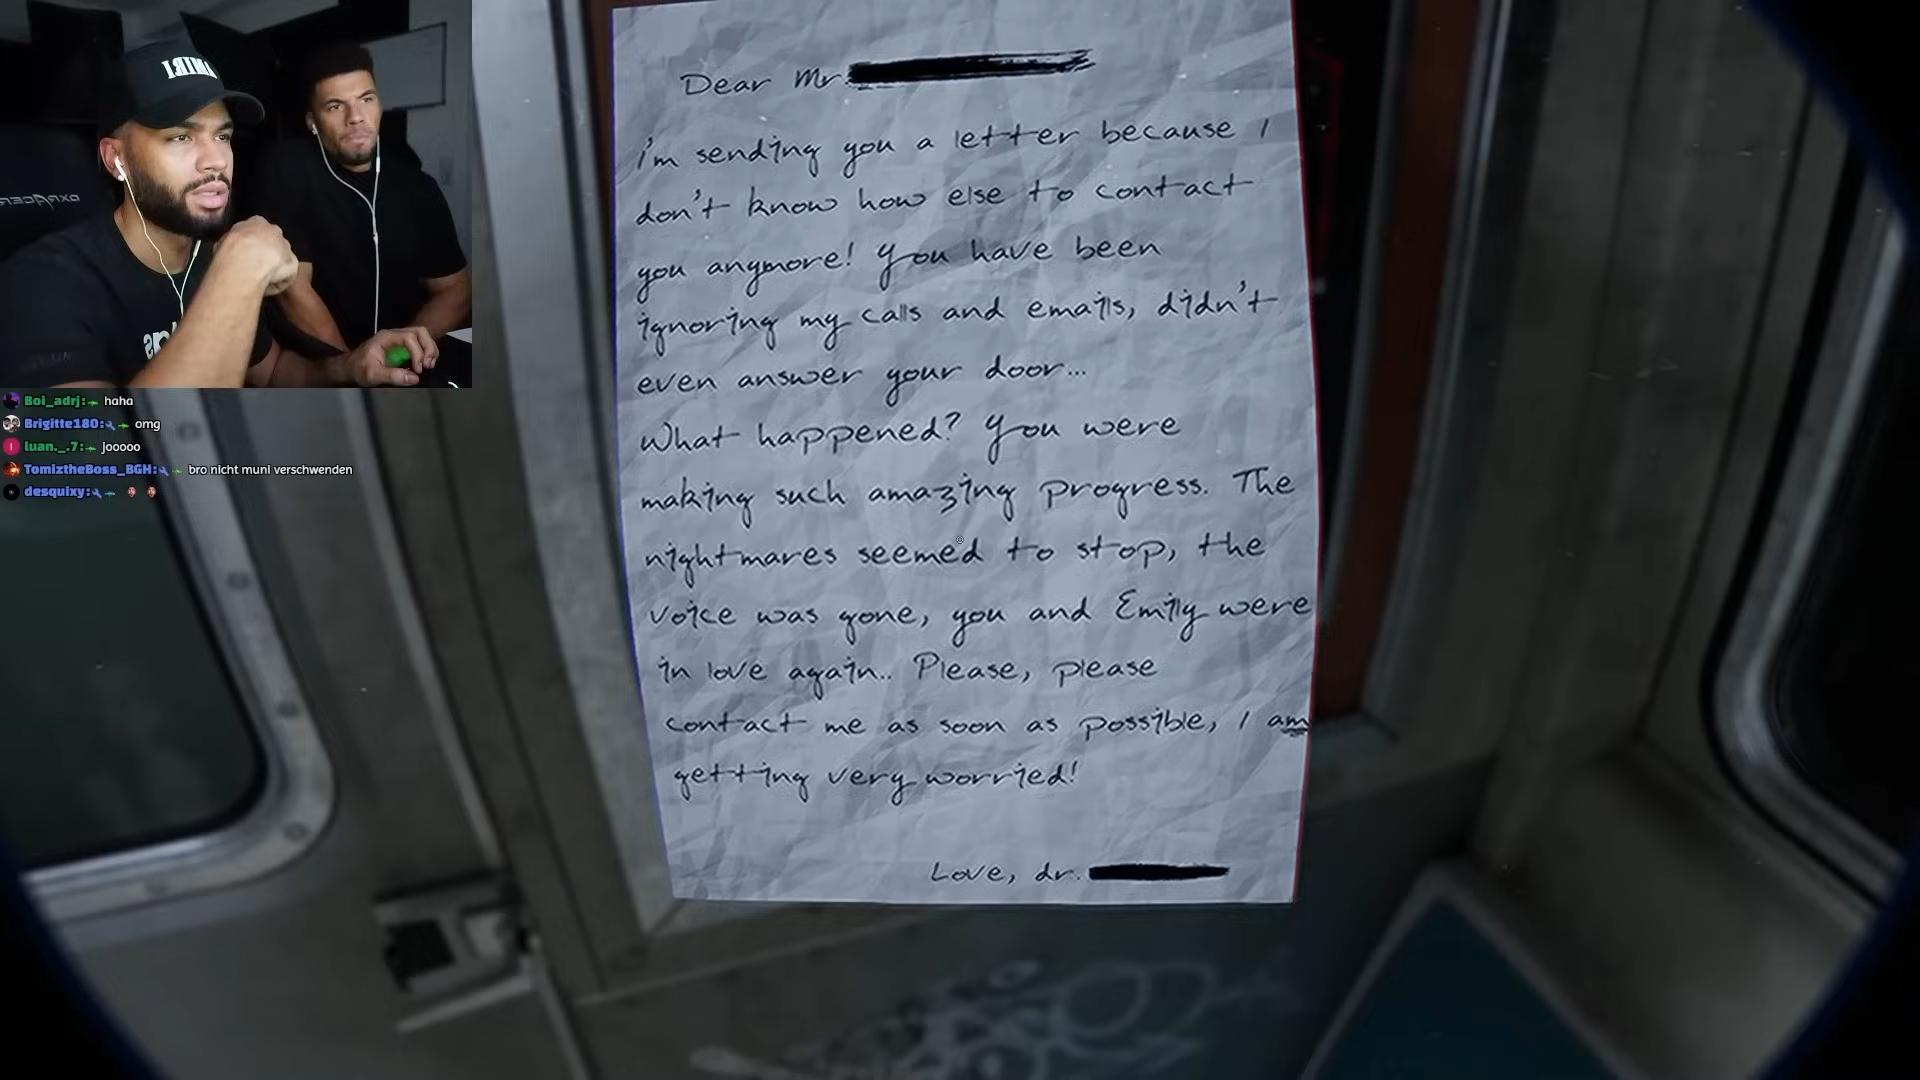 AMIRI
DXRACER
Boi_adrj: haha
Brigitte180: omg
luan._.7: jooooo
TomiztheBoss_BGH: bro nicht muni verschwenden
desquixy:
Dear Mr
i'm sending you a letter because I
don't know how else to contact
you anymore! You have been
ignoring my calls and emails, didn't
even answer your door...
What happened? You were
making such amazing progress. The
nightmares seemed to stop, the
voice was gone, you and Emily were
in love again.. Please, please
contact me as soon as possible, I am
getting very worried!
Love, dr.